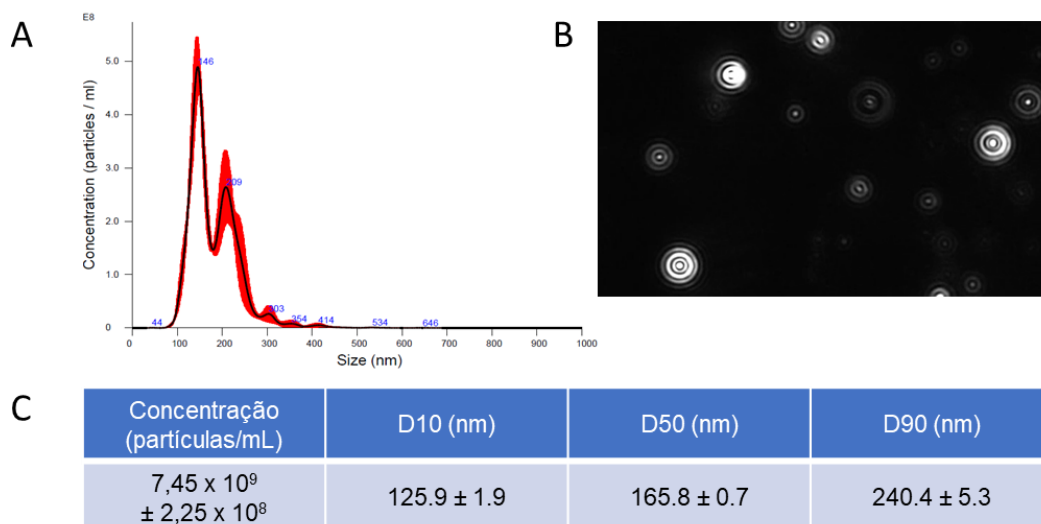 A
E8
Concentration (particles / ml)
5.0
4.0
3.0
2.0
1.0
0
146
209
303
354
414
44
534
646
0 100 200 300 400 500 600 700 800 900 1000
Size (nm)
B
C
Concentração (partículas/mL)
D10 (nm)
D50 (nm)
D90 (nm)
7,45 x 10⁹
± 2,25 x 10⁸
125.9 ± 1.9
165.8 ± 0.7
240.4 ± 5.3